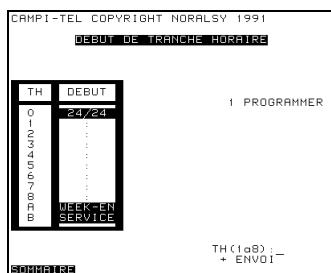 CAMPI-TEL COPYRIGHT NORALSY 1991
DEBUT DE TRANCHE HORAIRE
TH DEBUT
1 PROGRAMMER
0 24/24
1 :
2 :
3 :
4 :
5 :
6 :
7 :
8 :
A WEEK-EN
B SERVICE
TH(1a8):_
+ ENVOI
SOMMAIRE